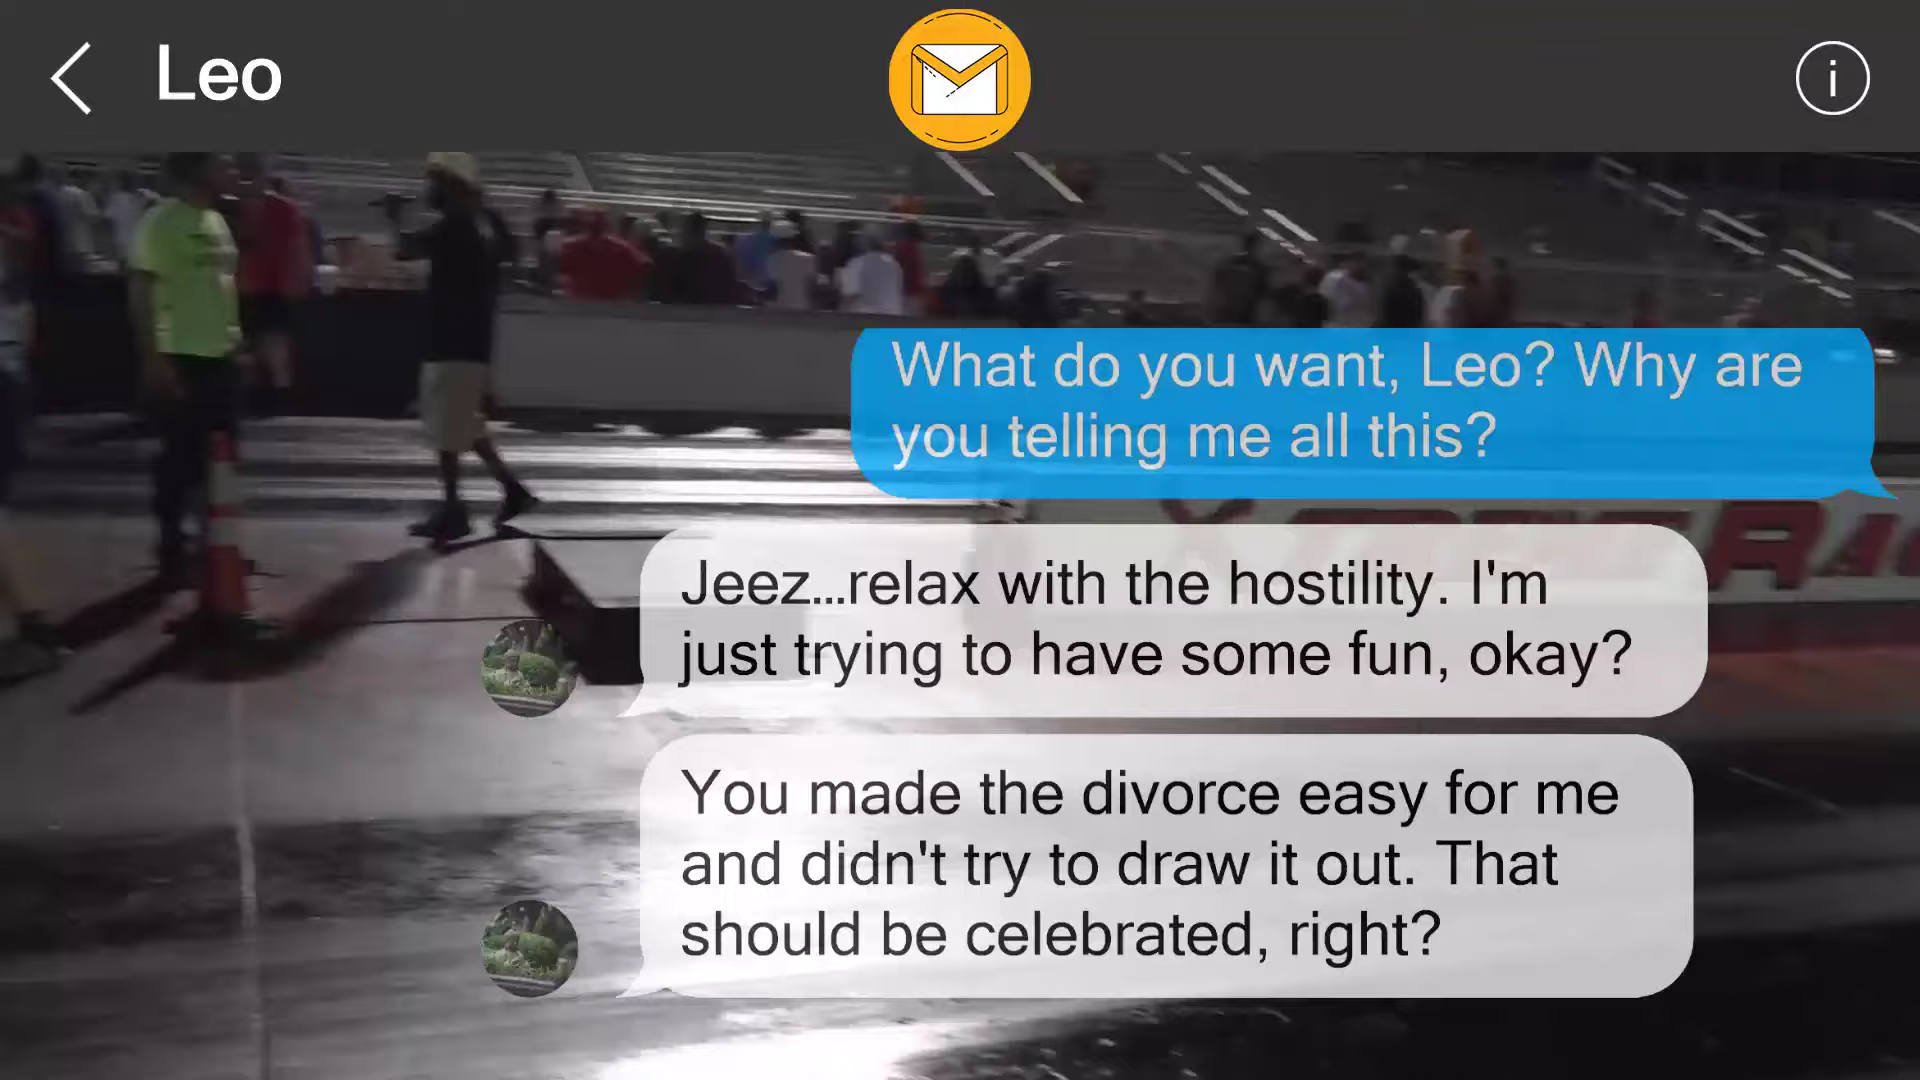 Leo
i
What do you want, Leo? Why are
you telling me all this?
Jeez...relax with the hostility. I'm
just trying to have some fun, okay?
You made the divorce easy for me
and didn't try to draw it out. That
should be celebrated, right?